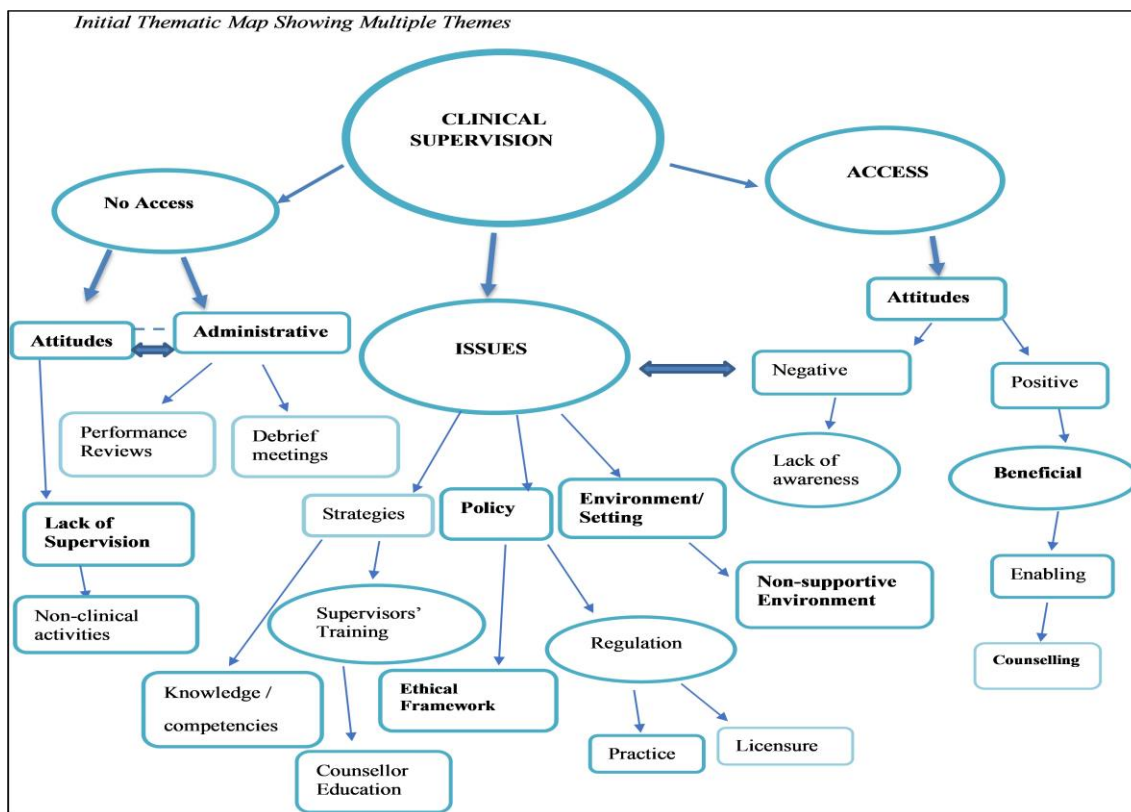 Initial Thematic Map Showing Multiple Themes
CLINICAL
SUPERVISION
No Access
ACCESS
Attitudes
Administrative
ISSUES
Attitudes
Negative
Positive
Performance
Reviews
Debrief
meetings
Lack of
awareness
Beneficial
Strategies
Policy
Environment/
Setting
Lack of
Supervision
Non-supportive
Environment
Enabling
Non-clinical
activities
Supervisors’
Training
Regulation
Counselling
Knowledge /
competencies
Ethical
Framework
Practice
Licensure
Counsellor
Education